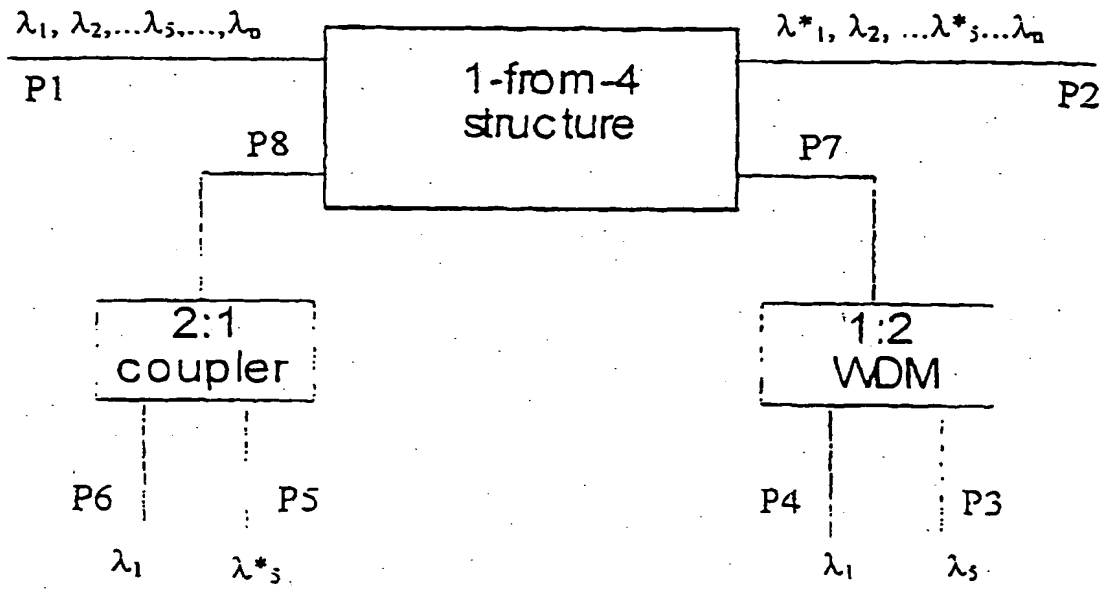 λ1, λ2,...λ5,...,λn
λ*1, λ2, ...λ*5...λn
P1
1-from-4
structure
P2
P8
P7
2:1
coupler
1:2
WDM
P6
P5
P4
P3
λ1
λ*5
λ1
λ5